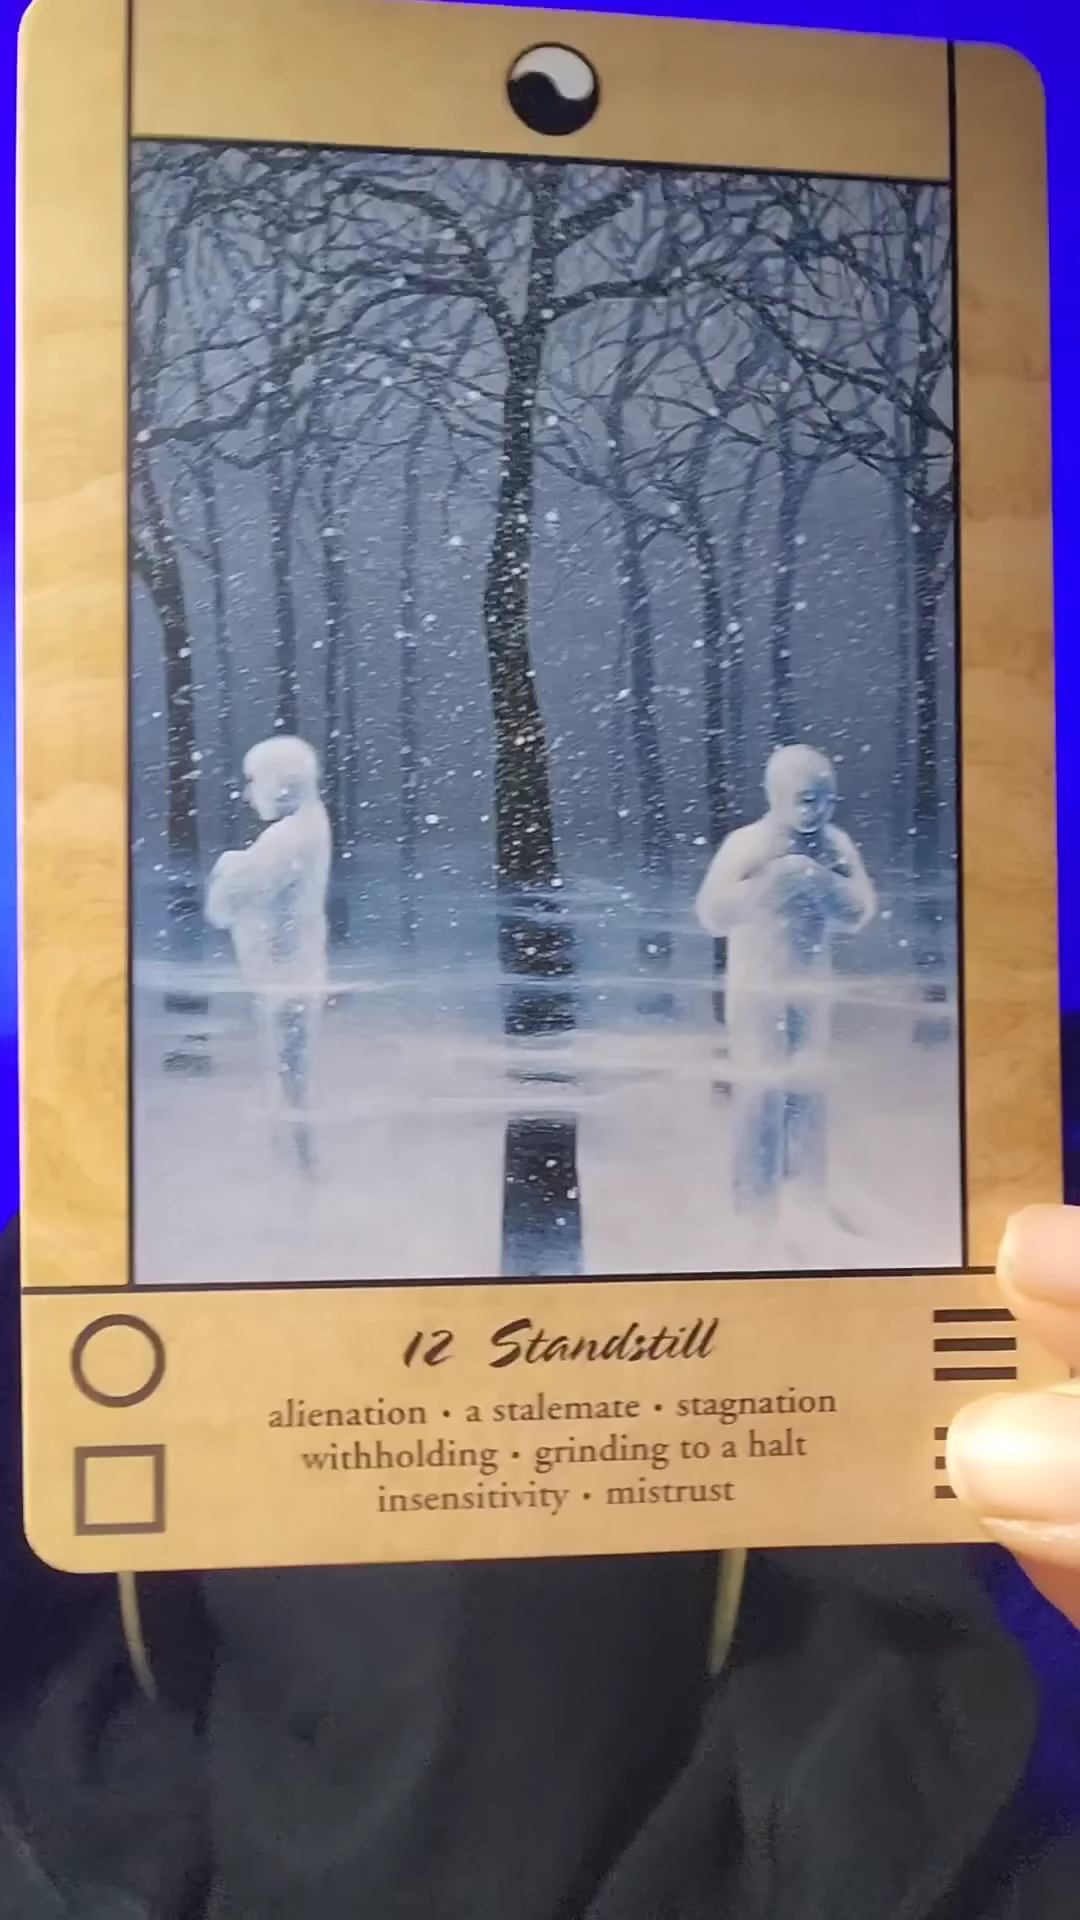 12 Standstill
alienation • a stalemate • stagnation
withholding • grinding to a halt
insensitivity • mistrust